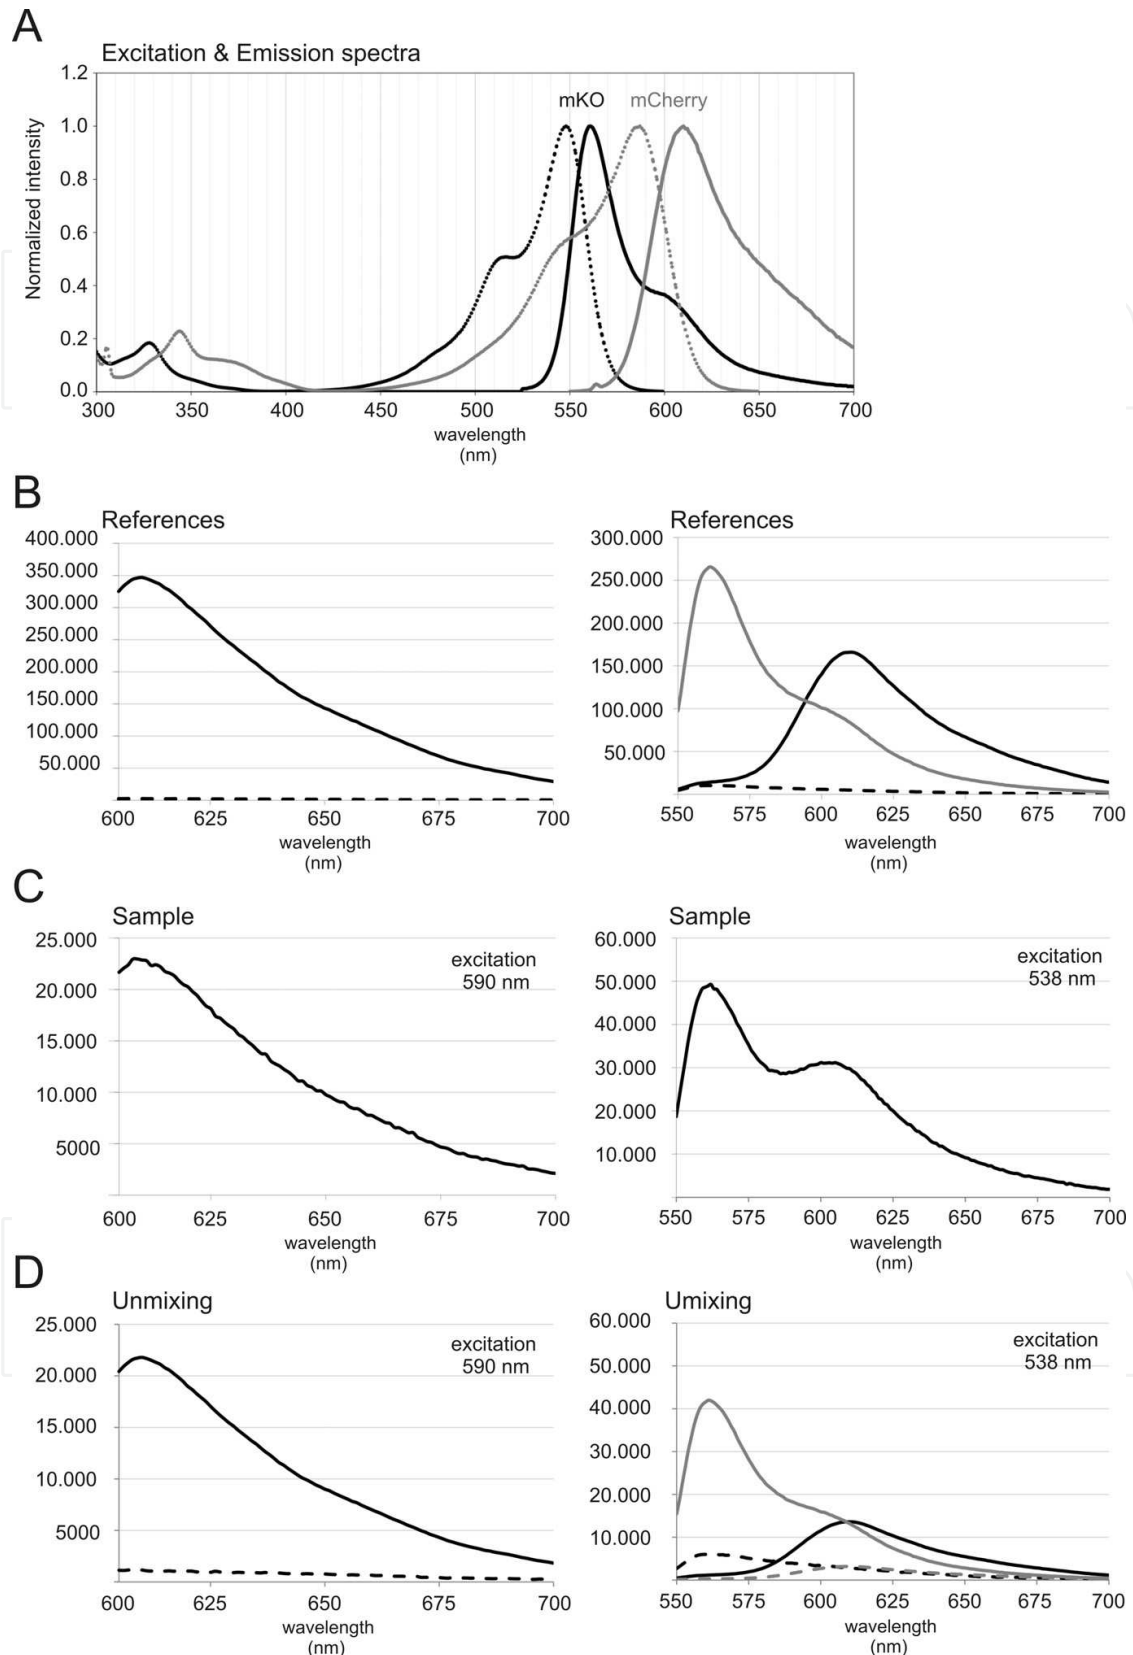 A
Excitation & Emission spectra
1.2
1.0
0.8
0.6
0.4
0.2
0.0
Normalized intensity
mKO
mCherry
300 350 400 450 500 550 600 650 700
wavelength
(nm)
B
References
400.000
350.000
300.000
250.000
200.000
150.000
100.000
50.000
600 625 650 675 700
wavelength
(nm)
References
300.000
250.000
200.000
150.000
100.000
50.000
550 575 600 625 650 675 700
wavelength
(nm)
C
Sample
25.000
20.000
15.000
10.000
5000
excitation
590 nm
600 625 650 675 700
wavelength
(nm)
Sample
60.000
50.000
40.000
30.000
20.000
10.000
excitation
538 nm
550 575 600 625 650 675 700
wavelength
(nm)
D
Unmixing
25.000
20.000
15.000
10.000
5000
excitation
590 nm
600 625 650 675 700
wavelength
(nm)
Umixing
60.000
50.000
40.000
30.000
20.000
10.000
excitation
538 nm
550 575 600 625 650 675 700
wavelength
(nm)